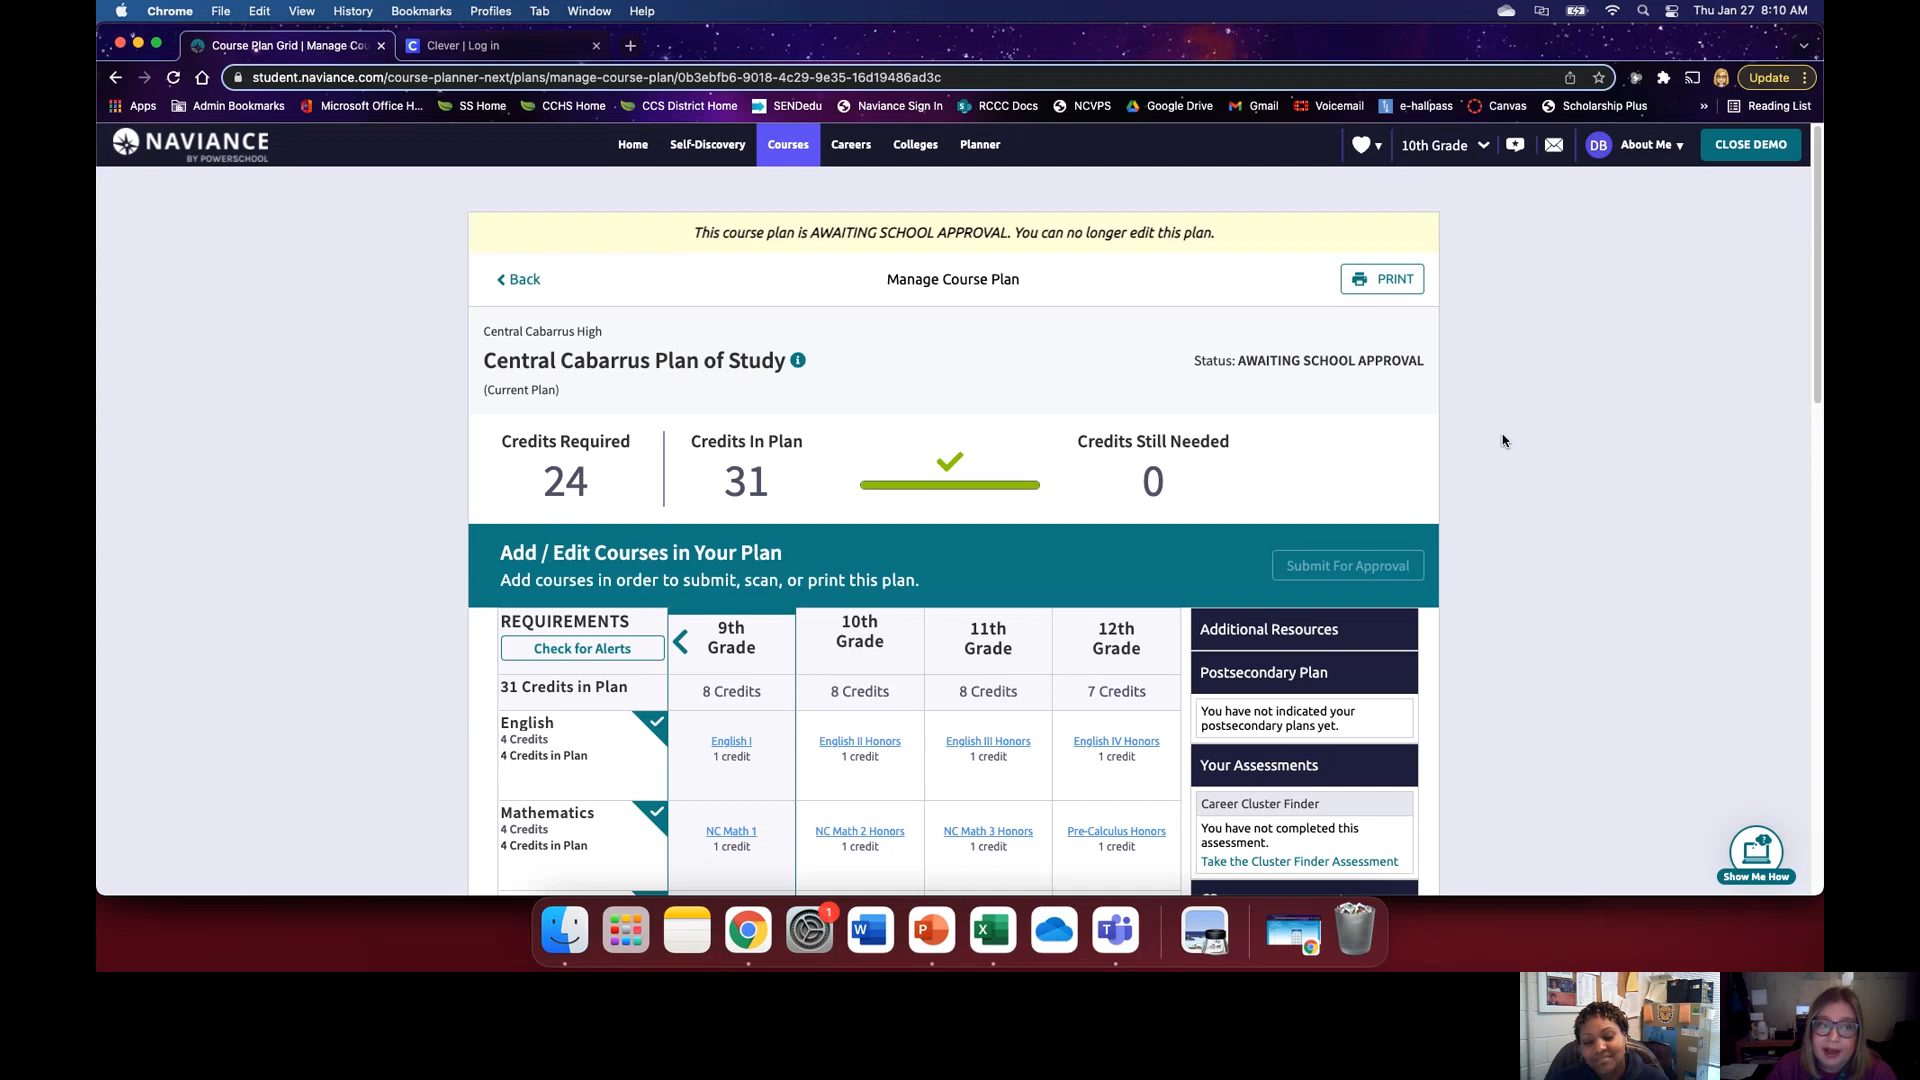 Chrome File Edit View History Bookmarks Profiles Tab Window Help Thu Jan 27 8:10 AM
Course Plan Grid | Manage Cou Clever | Log in
student.naviance.com/course-planner-next/plans/manage-course-plan/0b3ebfb6-9018-4c29-9e35-16d19486ad3c Update
Apps Admin Bookmarks Microsoft Office H... SS Home CCHS Home CCS District Home SENDedu Naviance Sign In RCCC Docs NCVPS Google Drive Gmail Voicemail e-hallpass Canvas Scholarship Plus » Reading List
NAVIANCE
BY POWERSCHOOL
Home Self-Discovery Courses Careers Colleges Planner 10th Grade DB About Me CLOSE DEMO
This course plan is AWAITING SCHOOL APPROVAL. You can no longer edit this plan.
Back Manage Course Plan PRINT
Central Cabarrus High
Central Cabarrus Plan of Study
Status: AWAITING SCHOOL APPROVAL
(Current Plan)
Credits Required Credits In Plan Credits Still Needed
24 31 0
Add / Edit Courses in Your Plan
Add courses in order to submit, scan, or print this plan.
Submit For Approval
REQUIREMENTS
Check for Alerts
9th Grade
10th Grade
11th Grade
12th Grade
31 Credits in Plan 8 Credits 8 Credits 8 Credits 7 Credits
English
4 Credits
4 Credits in Plan
English I
1 credit
English II Honors
1 credit
English III Honors
1 credit
English IV Honors
1 credit
Mathematics
4 Credits
4 Credits in Plan
NC Math 1
1 credit
NC Math 2 Honors
1 credit
NC Math 3 Honors
1 credit
Pre-Calculus Honors
1 credit
Additional Resources
Postsecondary Plan
You have not indicated your
postsecondary plans yet.
Your Assessments
Career Cluster Finder
You have not completed this
assessment.
Take the Cluster Finder Assessment
Show Me How
1
W P X T